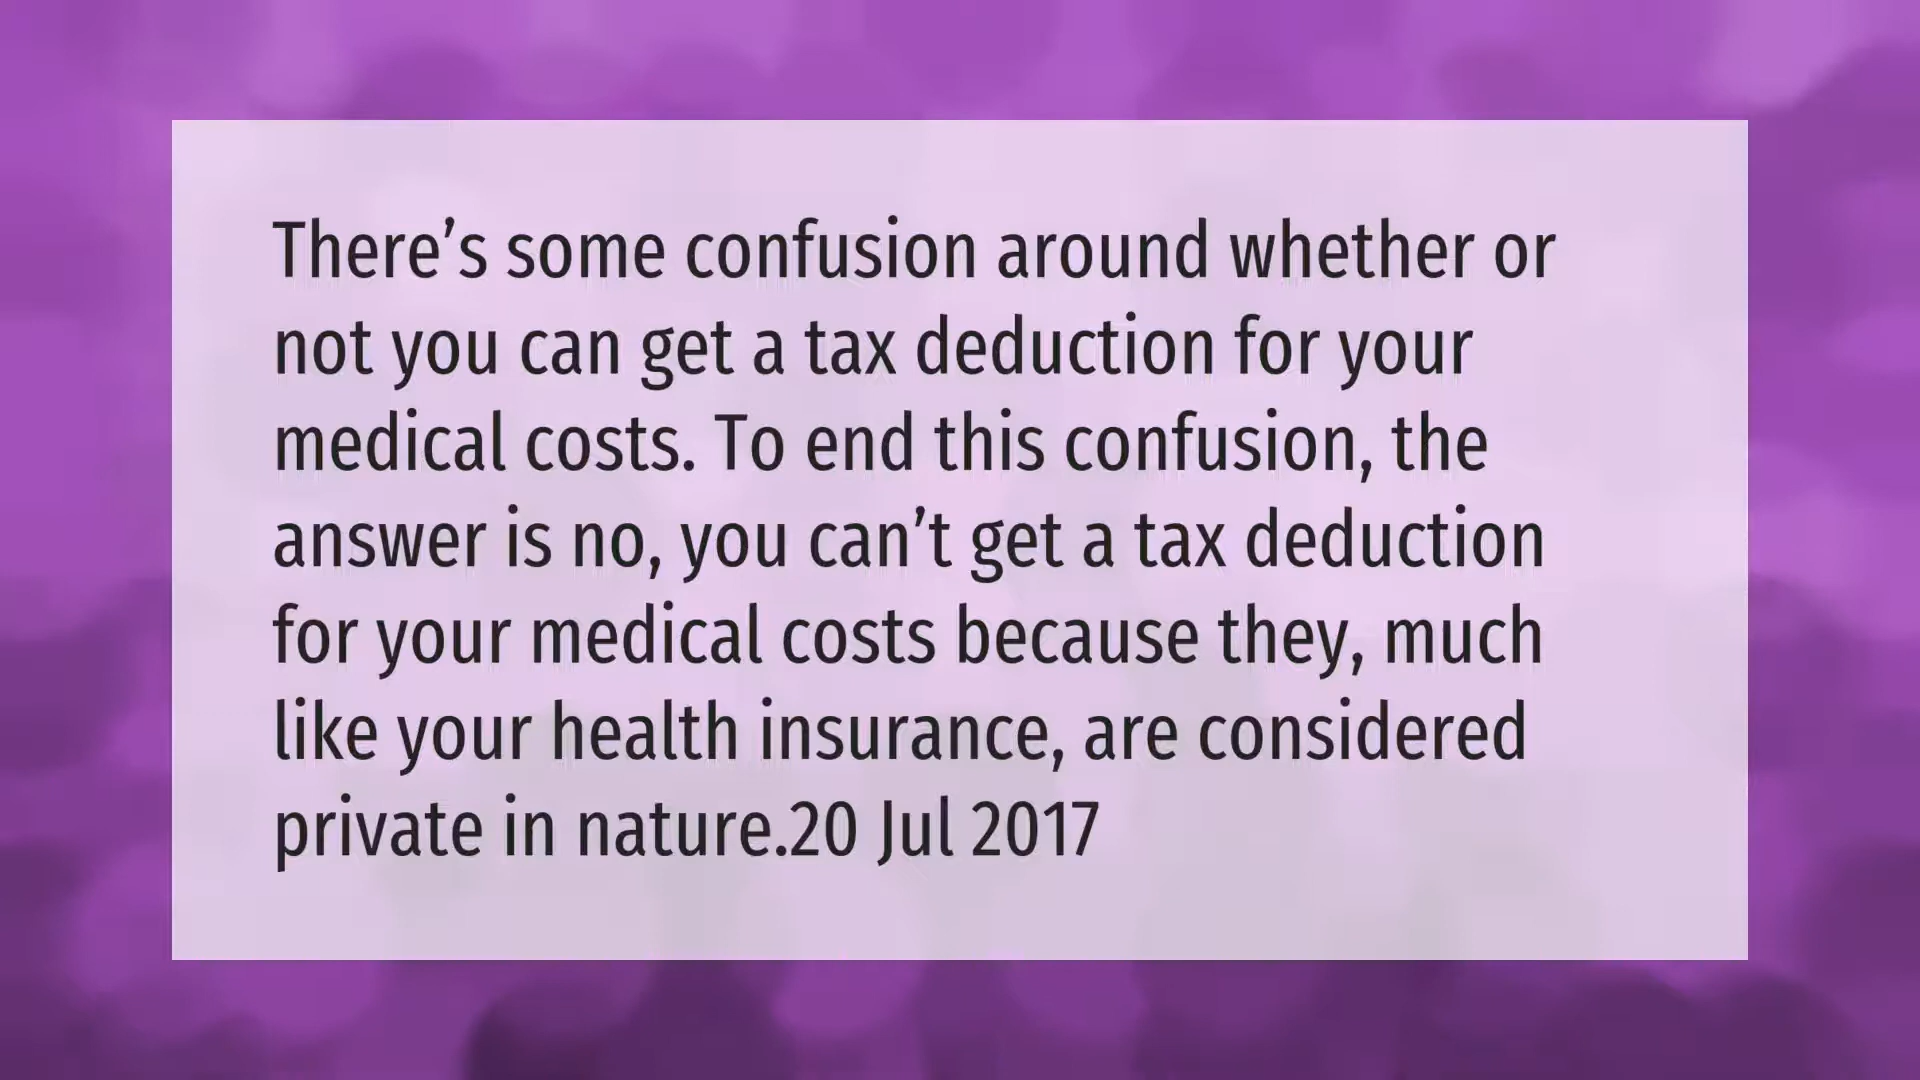 There’s some confusion around whether or
not you can get a tax deduction for your
medical costs. To end this confusion, the
answer is no, you can’t get a tax deduction
for your medical costs because they, much
like your health insurance, are considered
private in nature.20 Jul 2017